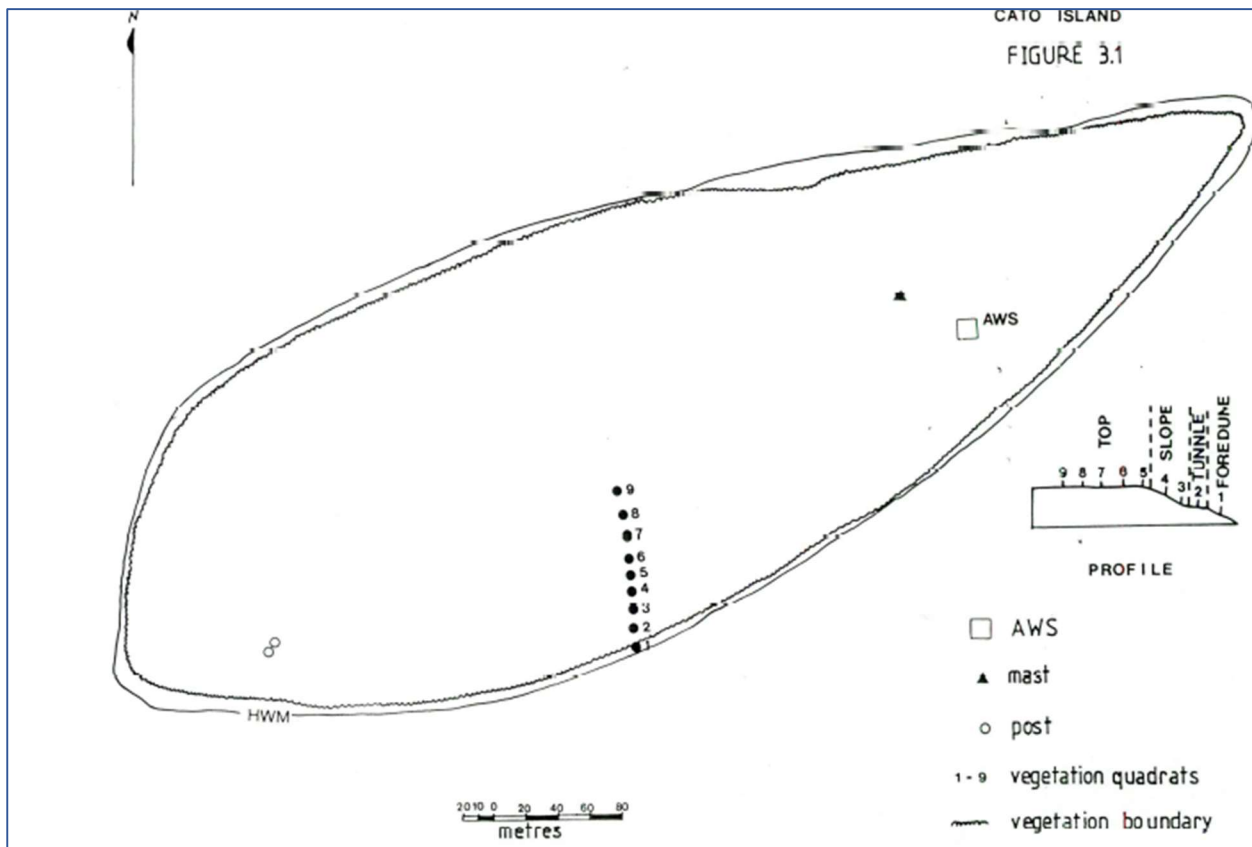 N
CATO ISLAND
FIGURE 3.1
AWS
TOP
SLOPE
TUNNLE
FOREDUNE
9 8 7 6 5 4 3 2 1
PROFILE
9
8
7
6
5
4
3
2
1
HWM
AWS
mast
post
1-9 vegetation quadrats
vegetation boundary
20 10 0 20 40 60 80
metres